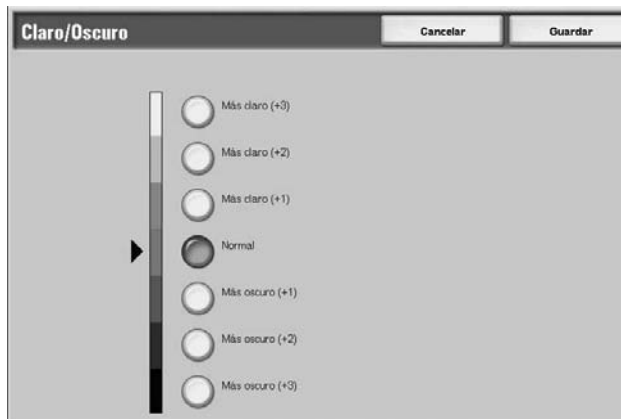 Claro/Oscuro
Cancelar
Guardar
Más claro (+3)
Más claro (+2)
Más claro (+1)
Normal
Más oscuro (+1)
Más oscuro (+2)
Más oscuro (+3)